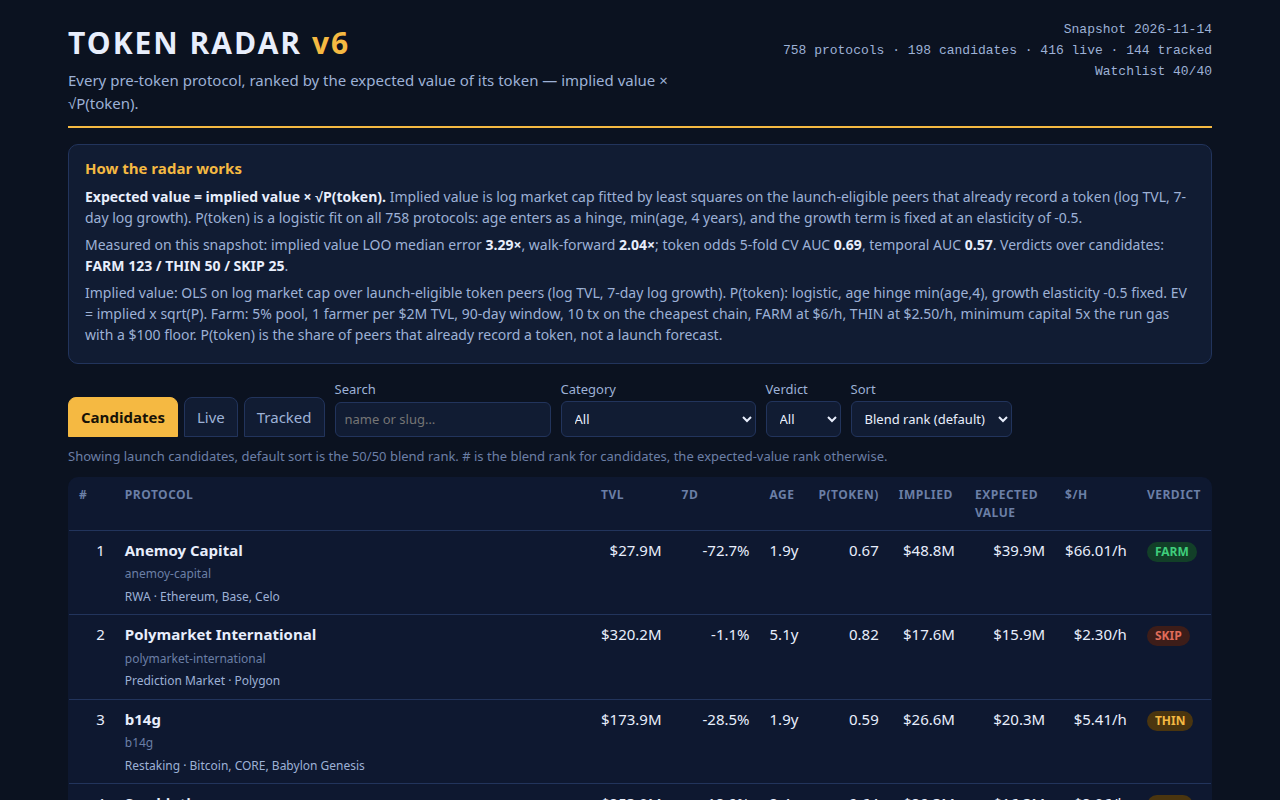 TOKEN RADAR v6
Snapshot 2026-11-14
758 protocols · 198 candidates · 416 live · 144 tracked
Watchlist 40/40
Every pre-token protocol, ranked by the expected value of its token — implied value ×
√P(token).
How the radar works
Expected value = implied value × √P(token). Implied value is log market cap fitted by least squares on the launch-eligible peers that already record a token (log TVL, 7-
day log growth). P(token) is a logistic fit on all 758 protocols: age enters as a hinge, min(age, 4 years), and the growth term is fixed at an elasticity of -0.5.
Measured on this snapshot: implied value LOO median error 3.29×, walk-forward 2.04×; token odds 5-fold CV AUC 0.69, temporal AUC 0.57. Verdicts over candidates:
FARM 123 / THIN 50 / SKIP 25.
Implied value: OLS on log market cap over launch-eligible token peers (log TVL, 7-day log growth). P(token): logistic, age hinge min(age,4), growth elasticity -0.5 fixed. EV
= implied x sqrt(P). Farm: 5% pool, 1 farmer per $2M TVL, 90-day window, 10 tx on the cheapest chain, FARM at $6/h, THIN at $2.50/h, minimum capital 5x the run gas
with a $100 floor. P(token) is the share of peers that already record a token, not a launch forecast.
Candidates Live Tracked
Search Category Verdict Sort
name or slug... All All Blend rank (default)
Showing launch candidates, default sort is the 50/50 blend rank. # is the blend rank for candidates, the expected-value rank otherwise.
# PROTOCOL TVL 7D AGE P(TOKEN) IMPLIED EXPECTED VALUE $/H VERDICT
1 Anemoy Capital $27.9M -72.7% 1.9y 0.67 $48.8M $39.9M $66.01/h FARM
anemoy-capital
RWA · Ethereum, Base, Celo
2 Polymarket International $320.2M -1.1% 5.1y 0.82 $17.6M $15.9M $2.30/h SKIP
polymarket-international
Prediction Market · Polygon
3 b14g $173.9M -28.5% 1.9y 0.59 $26.6M $20.3M $5.41/h THIN
b14g
Restaking · Bitcoin, CORE, Babylon Genesis